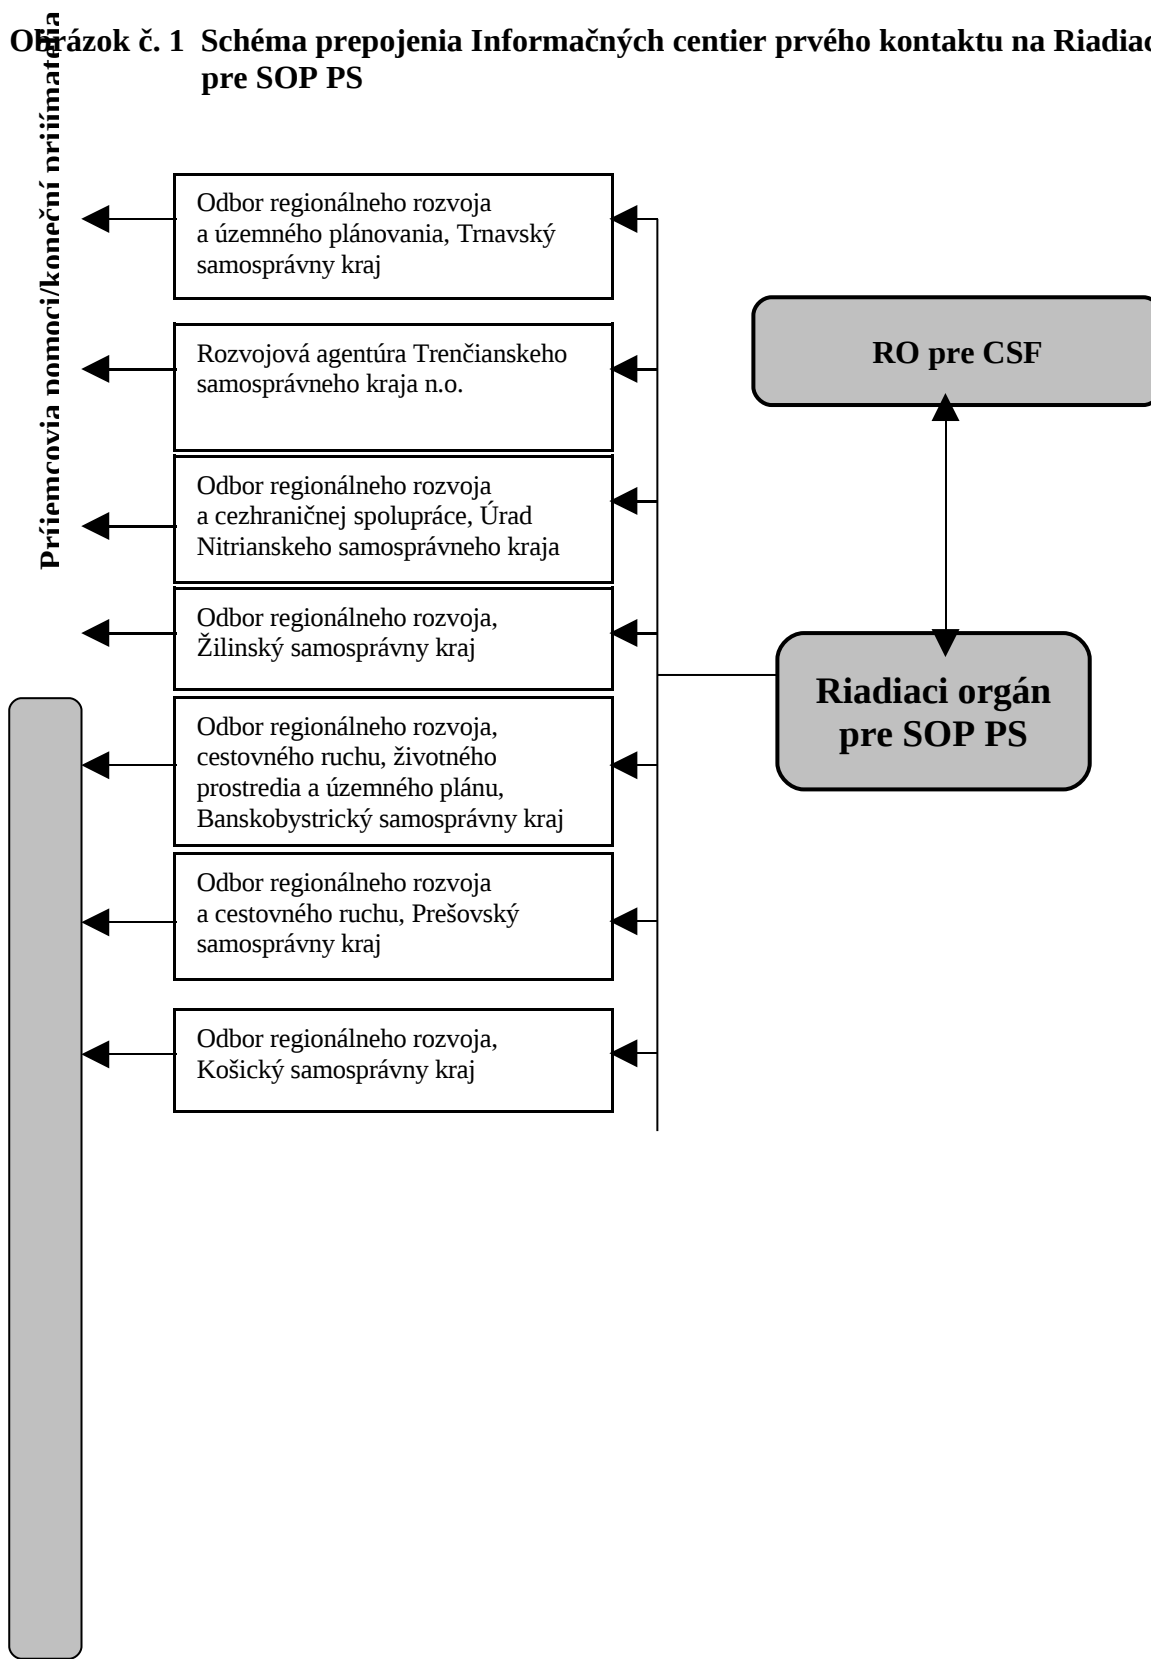 Obrázok č. 1  Schéma prepojenia Informačných centier prvého kontaktu na
pre SOP PS
Príjemcovia pomoci/koneční prijímatelia
Odbor regionálneho rozvoja
a územného plánovania, Trnavský
samosprávny kraj
Rozvojová agentúra Trenčianskeho
samosprávneho kraja n.o.
Odbor regionálneho rozvoja
a cezhraničnej spolupráce, Úrad
Nitrianskeho samosprávneho kraja
Odbor regionálneho rozvoja,
Žilinský samosprávny kraj
Odbor regionálneho rozvoja,
cestovného ruchu, životného
prostredia a územného plánu,
Banskobystrický samosprávny kraj
Odbor regionálneho rozvoja
a cestovného ruchu, Prešovský
samosprávny kraj
Odbor regionálneho rozvoja,
Košický samosprávny kraj
RO pre CSF
Riadiaci orgán
pre SOP PS